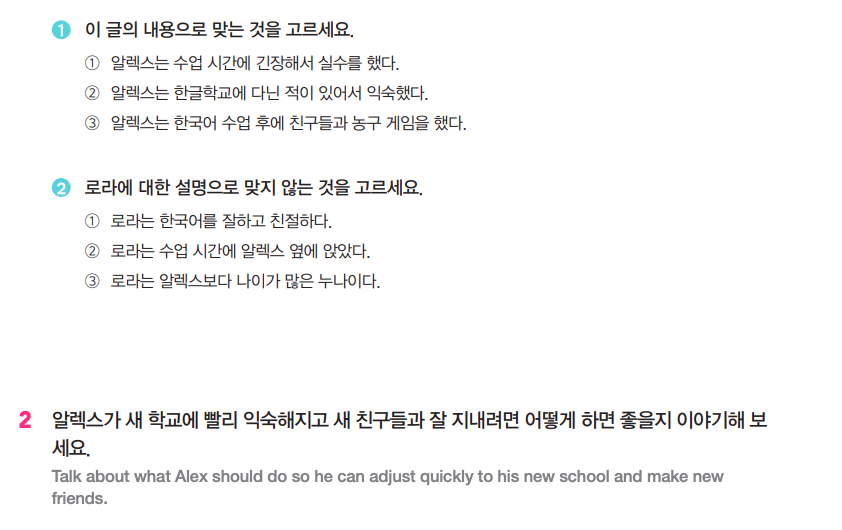 1 이 글의 내용으로 맞는 것을 고르세요.
① 알렉스는 수업 시간에 긴장해서 실수를 했다.
② 알렉스는 한글학교에 다닌 적이 있어서 익숙했다.
③ 알렉스는 한국어 수업 후에 친구들과 농구 게임을 했다.
2 로라에 대한 설명으로 맞지 않는 것을 고르세요.
① 로라는 한국어를 잘하고 친절하다.
② 로라는 수업 시간에 알렉스 옆에 앉았다.
③ 로라는 알렉스보다 나이가 많은 누나이다.
2 알렉스가 새 학교에 빨리 익숙해지고 새 친구들과 잘 지내려면 어떻게 하면 좋을지 이야기해 보
세요.
Talk about what Alex should do so he can adjust quickly to his new school and make new
friends.